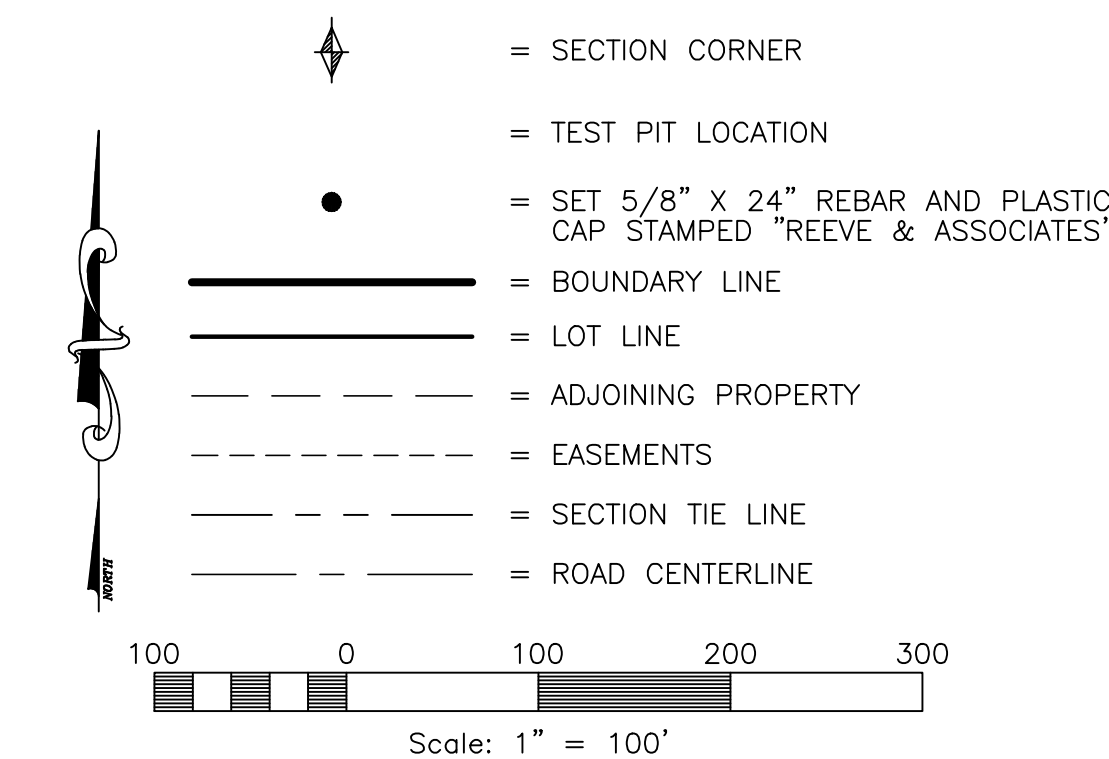 = SECTION CORNER
= TEST PIT LOCATION
= SET 5/8" X 24" REBAR AND PLASTIC
CAP STAMPED "REEVE & ASSOCIATES"
= BOUNDARY LINE
= LOT LINE
= ADJOINING PROPERTY
= EASEMENTS
= SECTION TIE LINE
= ROAD CENTERLINE
NORTH
100 0 100 200 300
Scale: 1" = 100'